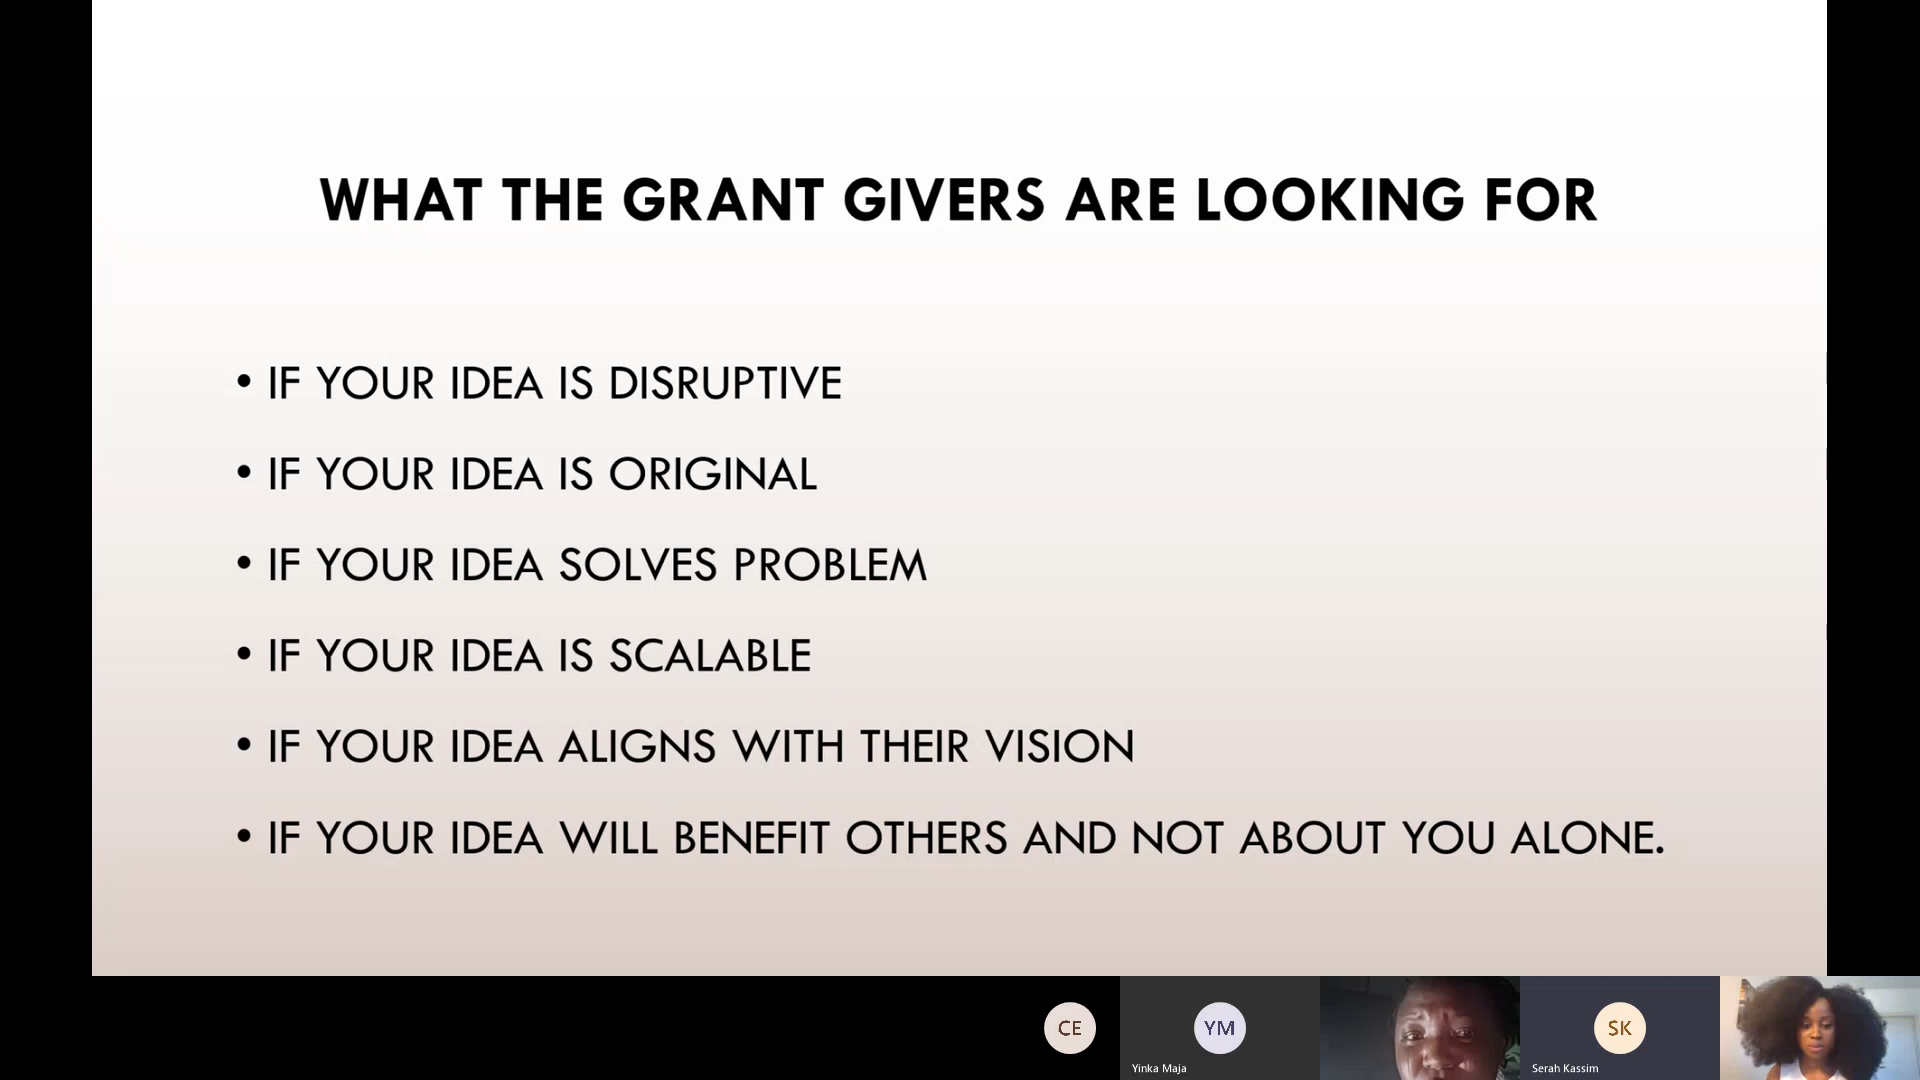 WHAT THE GRANT GIVERS ARE LOOKING FOR
• IF YOUR IDEA IS DISRUPTIVE
• IF YOUR IDEA IS ORIGINAL
• IF YOUR IDEA SOLVES PROBLEM
• IF YOUR IDEA IS SCALABLE
• IF YOUR IDEA ALIGNS WITH THEIR VISION
• IF YOUR IDEA WILL BENEFIT OTHERS AND NOT ABOUT YOU ALONE.
CE
YM
SK
Yinka Maja
Serah Kassim